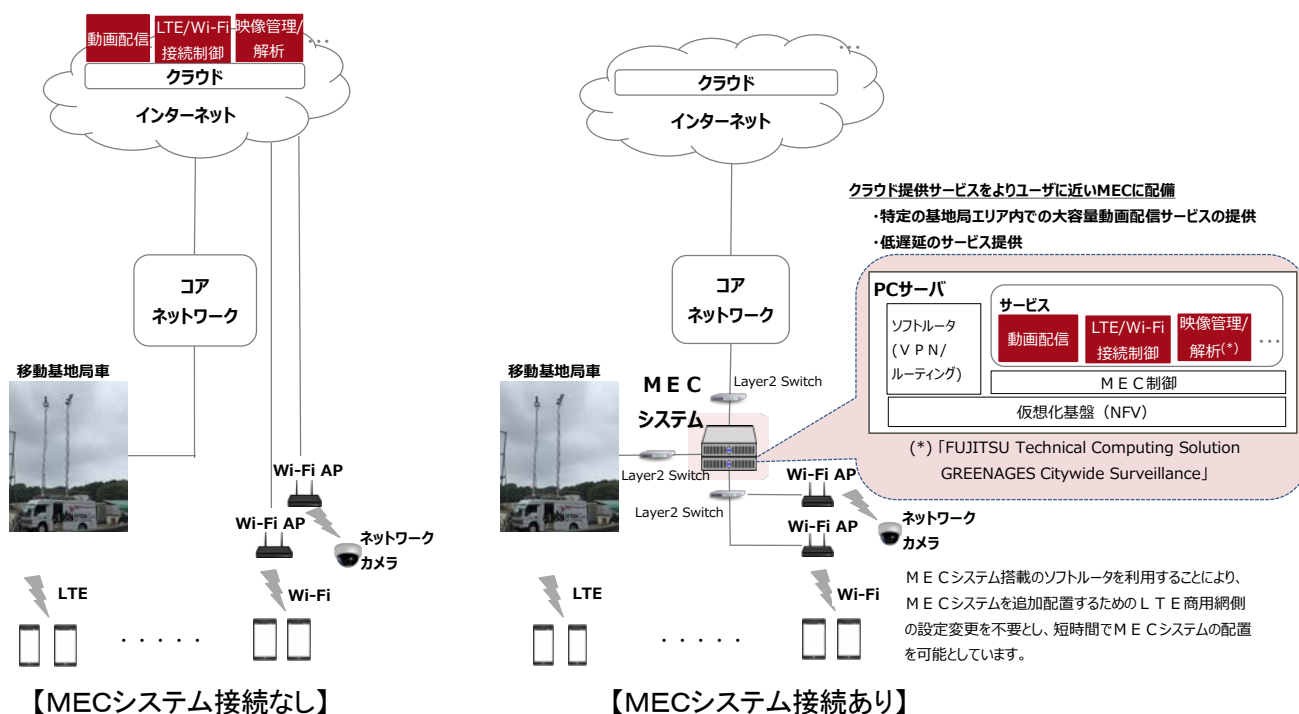 動画配信
LTE/Wi-Fi
接続制御
映像管理/
解析
・・・
クラウド
インターネット
コア
ネットワーク
移動基地局車
Wi-Fi AP
Wi-Fi AP
ネットワーク
カメラ
LTE
Wi-Fi
・・・・・
【MECシステム接続なし】
・・・
クラウド
インターネット
コア
ネットワーク
移動基地局車
MEC
システム
Layer2 Switch
Layer2 Switch
Layer2 Switch
Wi-Fi AP
Wi-Fi AP
ネットワーク
カメラ
LTE
Wi-Fi
・・・・・
【MECシステム接続あり】
クラウド提供サービスをよりユーザに近いMECに配備
・特定の基地局エリア内での大容量動画配信サービスの提供
・低遅延のサービス提供
PCサーバ
ソフトルータ
(VPN/
ルーティング)
サービス
動画配信
LTE/Wi-Fi
接続制御
映像管理/
解析(*)
・・・
MEC制御
仮想化基盤(NFV)
(*)「FUJITSU Technical Computing Solution
GREENAGES Citywide Surveillance」
MECシステム搭載のソフトルータを利用することにより、
MECシステムを追加配置するためのLTE商用網側
の設定変更を不要とし、短時間でMECシステムの配置
を可能としています。